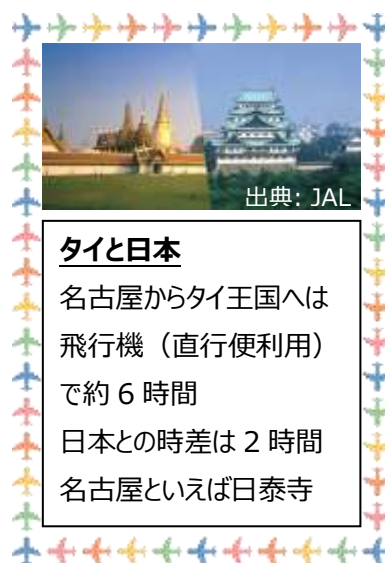 出典: JAL
タイと日本
名古屋からタイ王国へは
飛行機（直行便利用）
で約 6 時間
日本との時差は 2 時間
名古屋といえば日泰寺